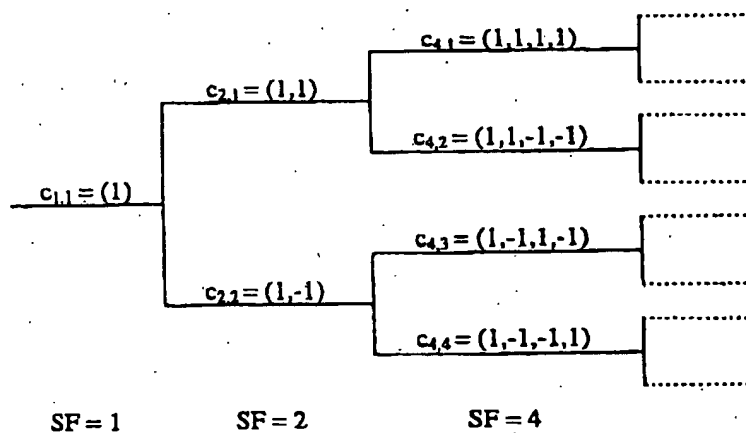 c4,1 = (1,1,1,1)
c2,1 = (1,1)
c4,2 = (1,1,-1,-1)
c1,1 = (1)
c4,3 = (1,-1,1,-1)
c2,2 = (1,-1)
c4,4 = (1,-1,-1,1)
SF = 1 SF = 2 SF = 4